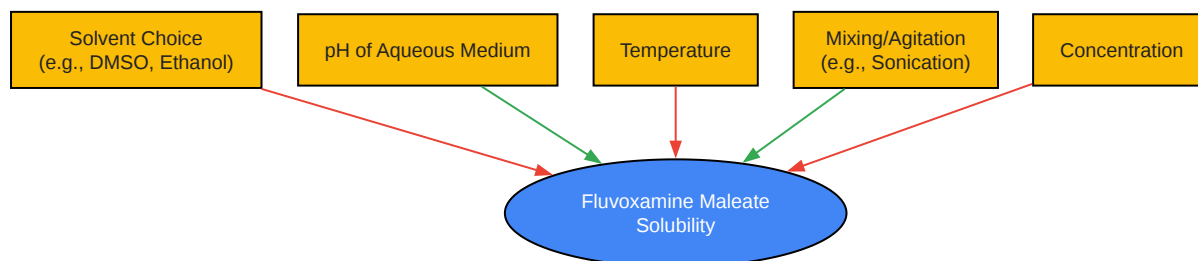 Solvent Choice
(e.g., DMSO, Ethanol)
pH of Aqueous Medium
Temperature
Mixing/Agitation
(e.g., Sonication)
Concentration
Fluvoxamine Maleate
Solubility